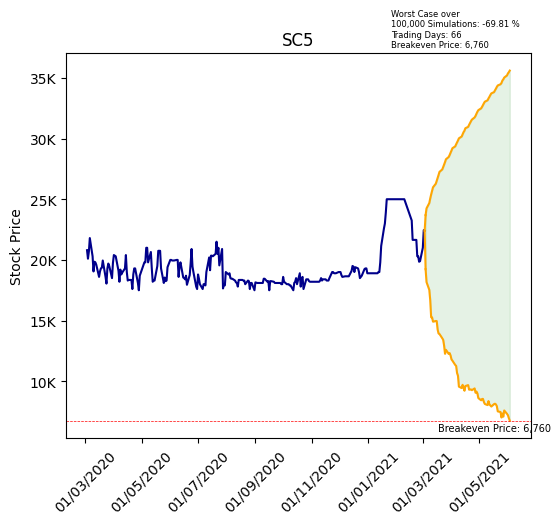 Worst Case over
100,000 Simulations: -69.81 %
Trading Days: 66
Breakeven Price: 6,760
SC5
Stock Price
35K
30K
25K
20K
15K
10K
Breakeven Price: 6,760
01/03/2020
01/05/2020
01/07/2020
01/09/2020
01/11/2020
01/01/2021
01/03/2021
01/05/2021